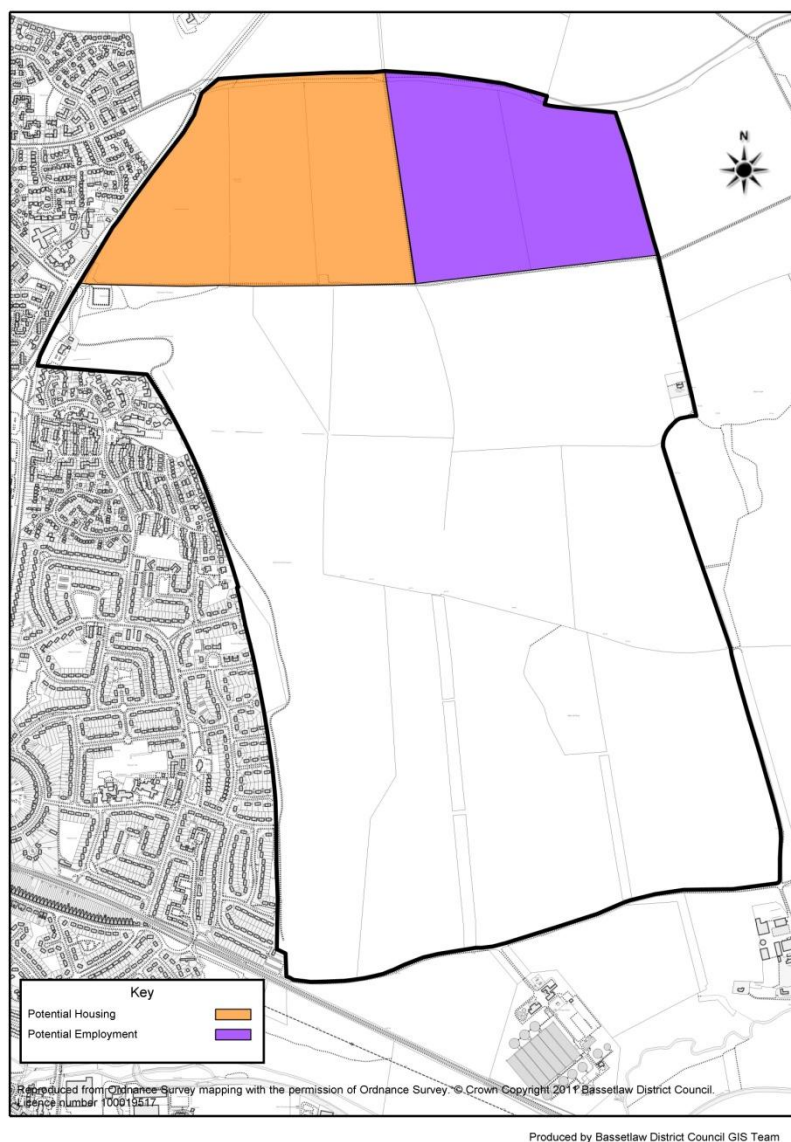 N
Key
Potential Housing
Potential Employment
Reproduced from Ordnance Survey mapping with the permission of Ordnance Survey. © Crown Copyright 2011 Bassetlaw District Council.
Licence number 100019517
Produced by Bassetlaw District Council GIS Team